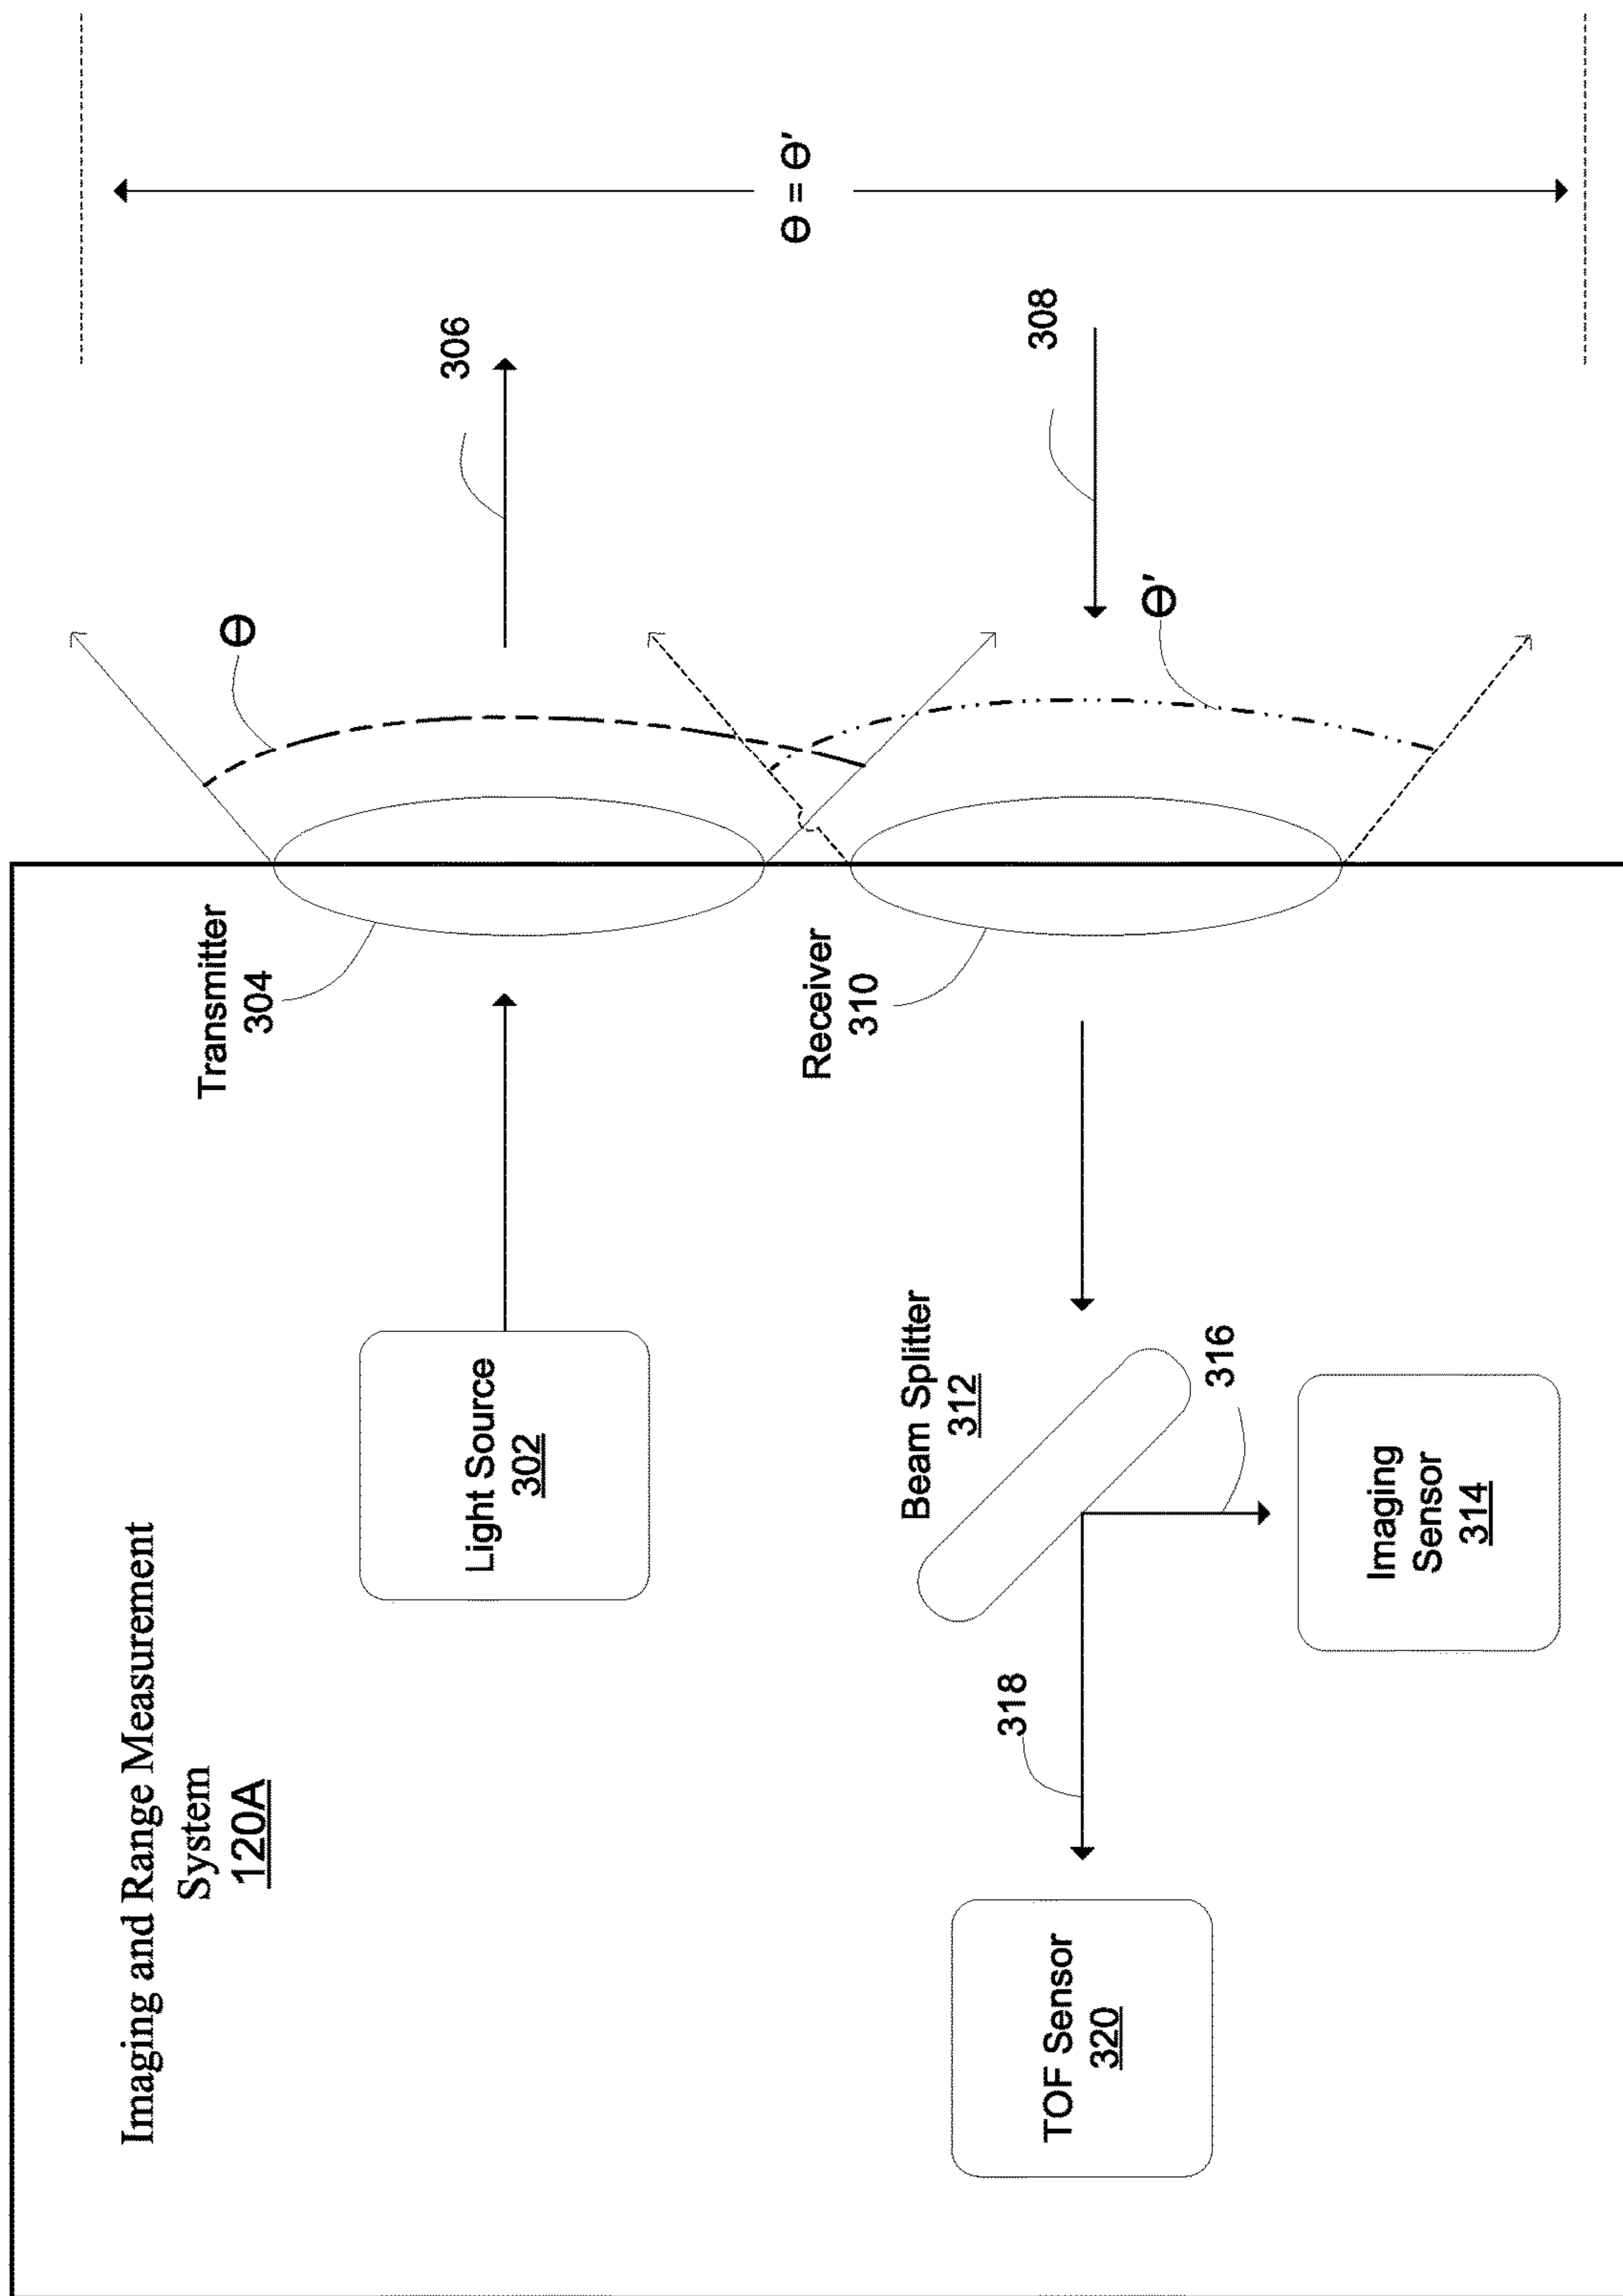 Imaging and Range Measurement
System
120A
Light Source
302
Transmitter
304
Θ
306
Θ = Θ'
TOF Sensor
320
318
Beam Splitter
312
316
Imaging
Sensor
314
Receiver
310
Θ'
308